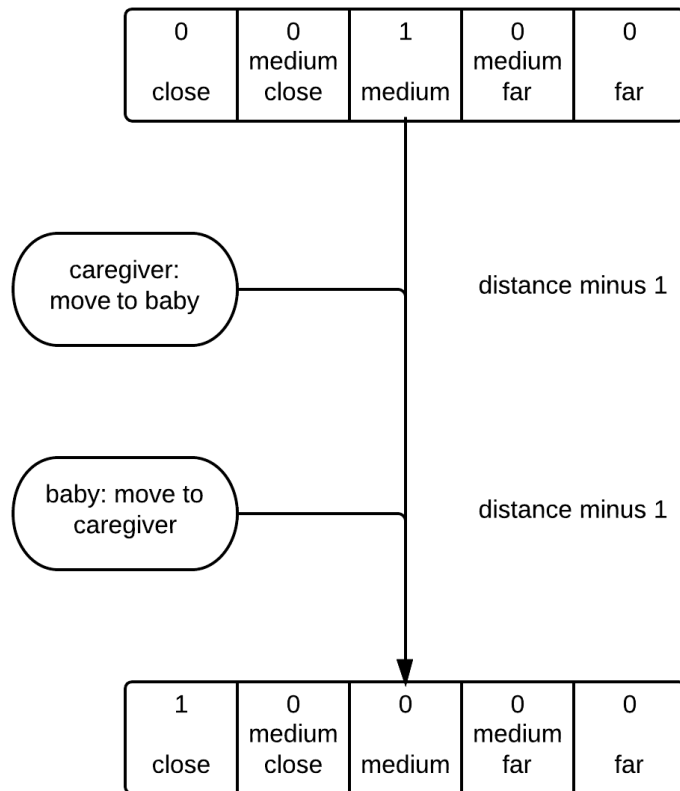 0 0 1 0 0
medium medium
close close medium far far
caregiver:
move to baby
distance minus 1
baby: move to
caregiver
distance minus 1
1 0 0 0 0
medium medium
close close medium far far